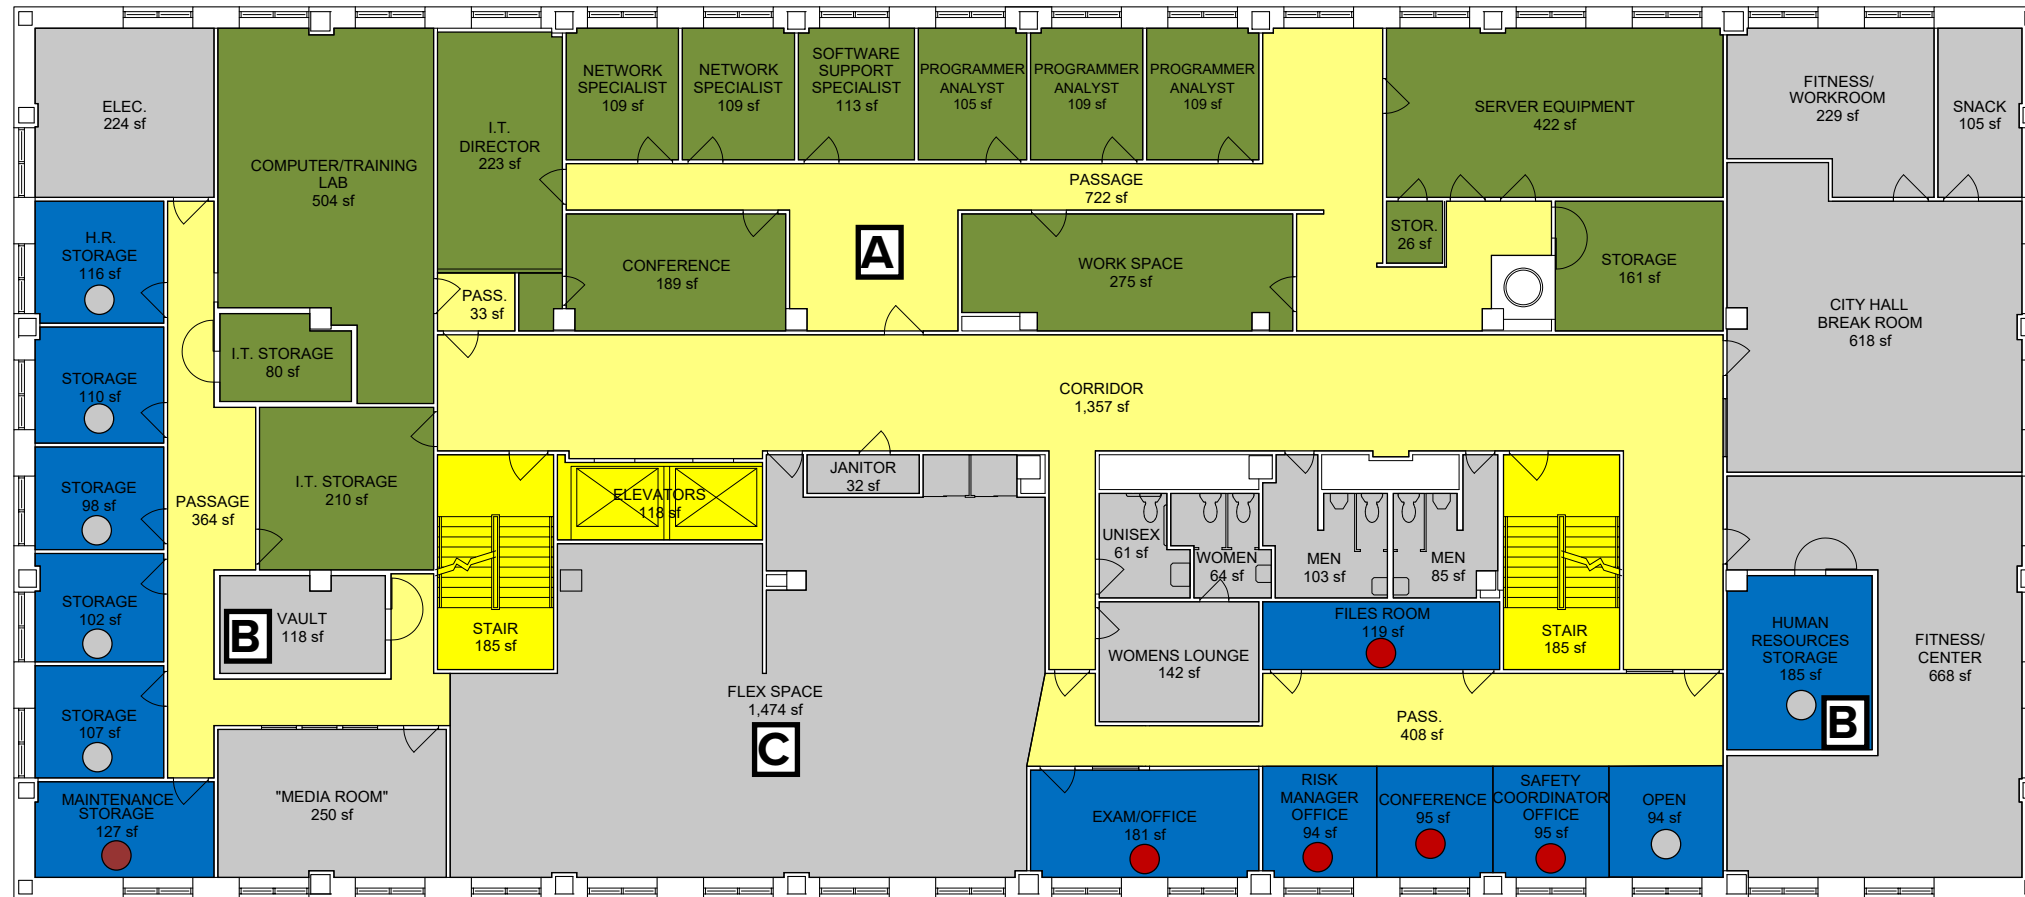 ELEC.
224 sf
COMPUTER/TRAINING
LAB
504 sf
I.T.
DIRECTOR
223 sf
NETWORK
SPECIALIST
109 sf
NETWORK
SPECIALIST
109 sf
SOFTWARE
SUPPORT
SPECIALIST
113 sf
PROGRAMMER
ANALYST
105 sf
PROGRAMMER
ANALYST
109 sf
PROGRAMMER
ANALYST
109 sf
SERVER EQUIPMENT
422 sf
FITNESS/
WORKROOM
229 sf
SNACK
105 sf
PASSAGE
722 sf
H.R.
STORAGE
116 sf
PASS.
33 sf
CONFERENCE
189 sf
A
WORK SPACE
275 sf
STOR.
26 sf
STORAGE
161 sf
CITY HALL
BREAK ROOM
618 sf
I.T. STORAGE
80 sf
STORAGE
110 sf
CORRIDOR
1,357 sf
STORAGE
98 sf
PASSAGE
364 sf
I.T. STORAGE
210 sf
ELEVATORS
118 sf
JANITOR
32 sf
UNISEX
61 sf
WOMEN
64 sf
MEN
103 sf
MEN
85 sf
STORAGE
102 sf
B
VAULT
118 sf
STAIR
185 sf
FILES ROOM
119 sf
STAIR
185 sf
HUMAN
RESOURCES
STORAGE
185 sf
B
FITNESS/
CENTER
668 sf
WOMENS LOUNGE
142 sf
FLEX SPACE
1,474 sf
C
STORAGE
107 sf
PASS.
408 sf
MAINTENANCE
STORAGE
127 sf
"MEDIA ROOM"
250 sf
EXAM/OFFICE
181 sf
RISK
MANAGER
OFFICE
94 sf
CONFERENCE
95 sf
SAFETY
COORDINATOR
OFFICE
95 sf
OPEN
94 sf